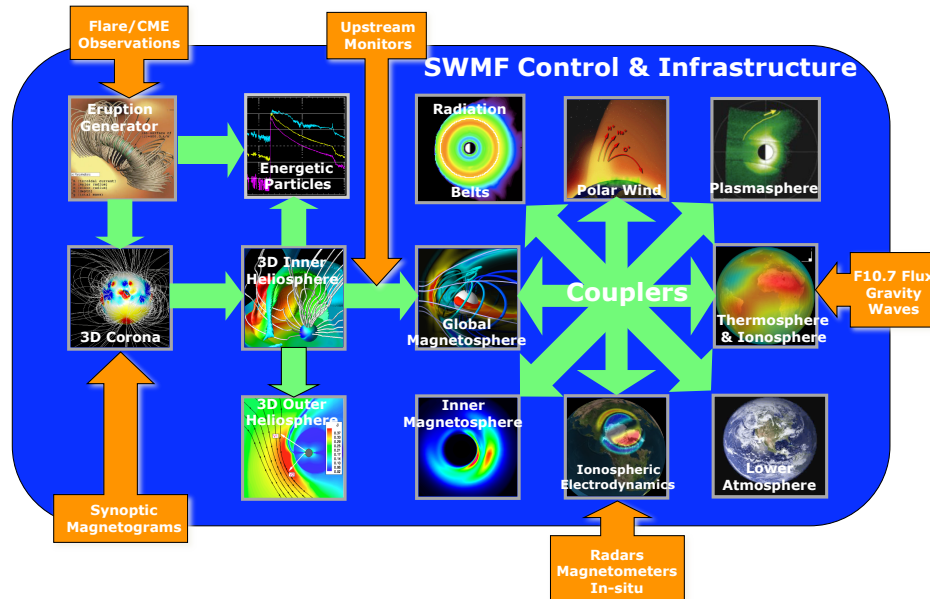 Flare/CME
Observations
Upstream
Monitors
SWMF Control & Infrastructure
Eruption
Generator
Energetic
Particles
Radiation
Belts
Polar Wind
Plasmasphere
3D Corona
3D Inner
Heliosphere
Global
Magnetosphere
Couplers
Thermosphere
& Ionosphere
F10.7 Flux
Gravity
Waves
3D Outer
Heliosphere
Inner
Magnetosphere
Ionospheric
Electrodynamics
Lower
Atmosphere
Synoptic
Magnetograms
Radars
Magnetometers
In-situ